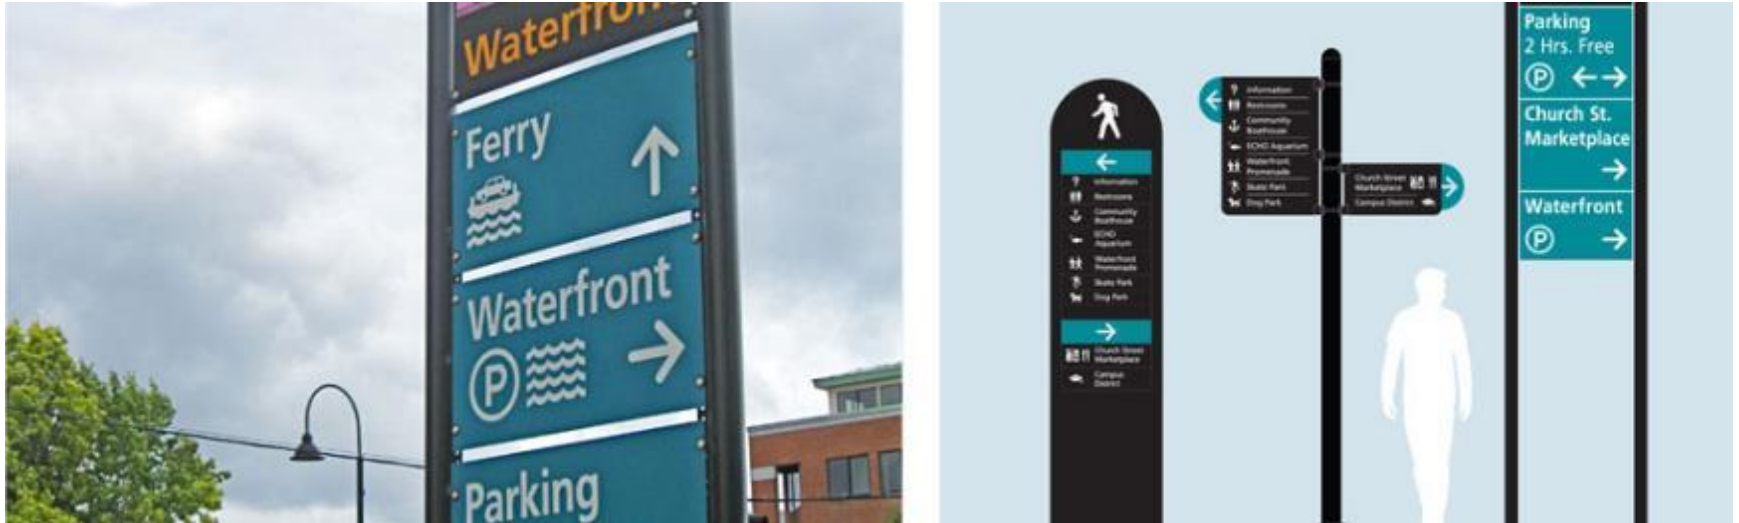 Waterfront
Ferry
Waterfront
P
Parking
Information
Restrooms
Community
Boathouse
ECHO
Aquarium
Waterfront
Promenade
Skate Park
Dog Park
Church Street
Marketplace
Campus
District
Information
Restrooms
Community
Boathouse
ECHO Aquarium
Waterfront
Promenade
Skate Park
Dog Park
Church Street
Marketplace
Campus District
Parking
2 Hrs. Free
P
Church St.
Marketplace
Waterfront
P